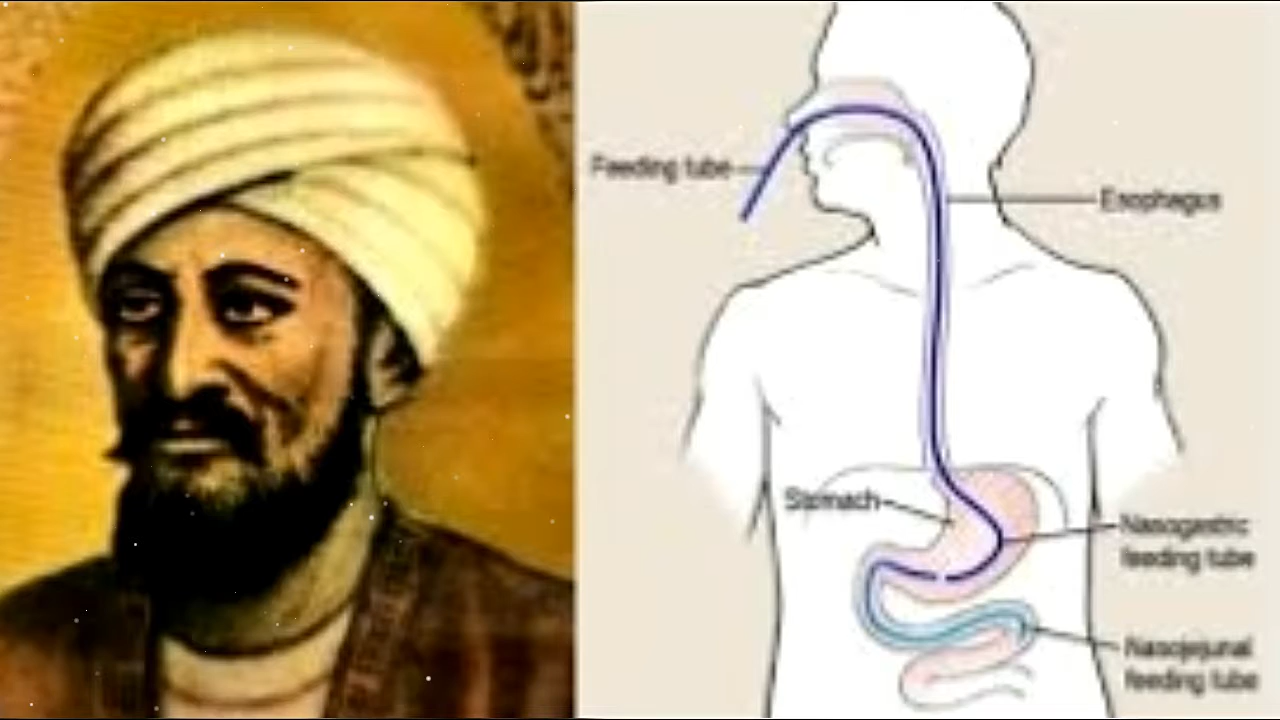 Feeding tube
Esophagus
Stomach
Nasogastric
feeding tube
Nasojejunal
feeding tube